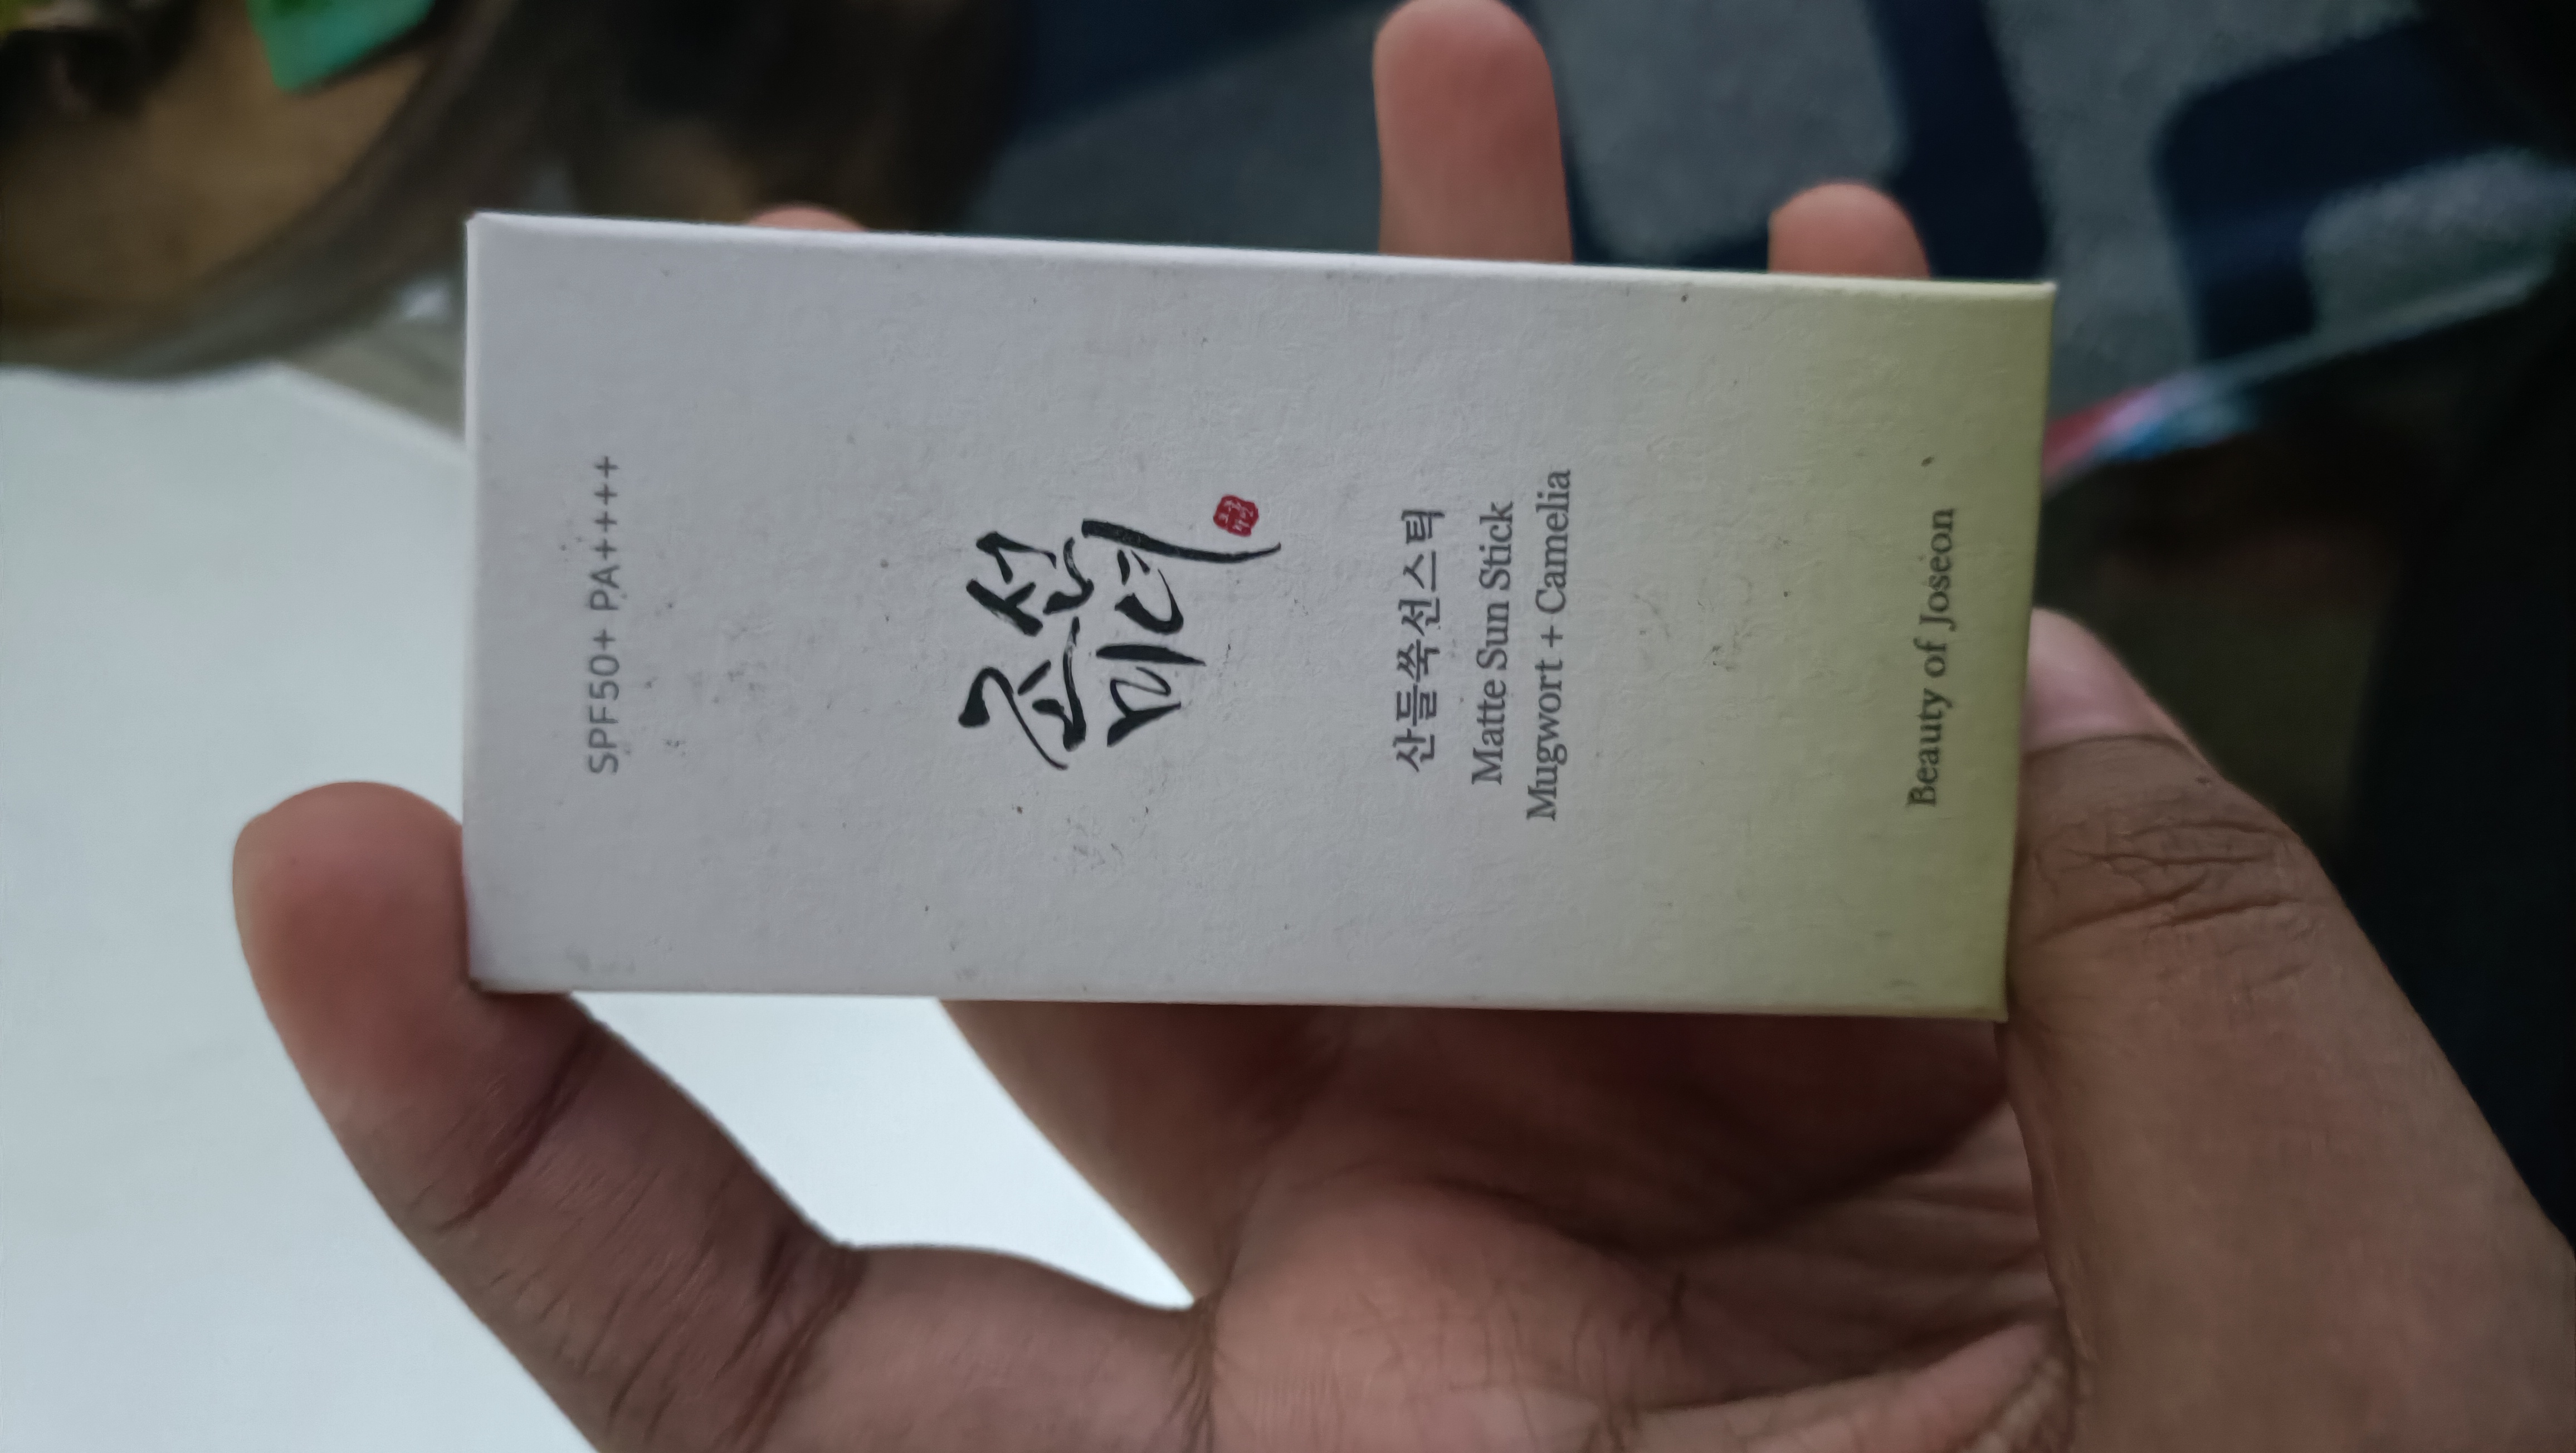 SPF50+ PA++++
조선
미녀
산들쑥선스틱
Matte Sun Stick
Mugwort + Camelia
Beauty of Joseon